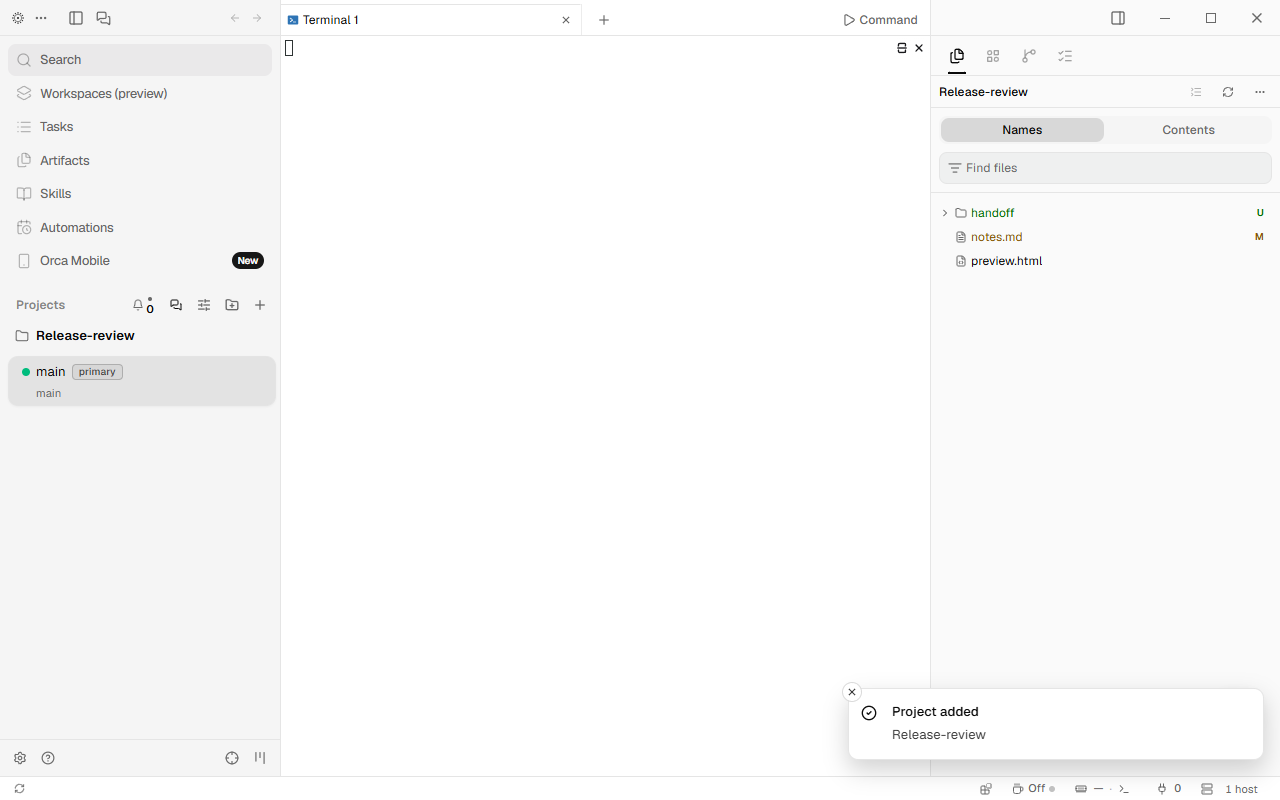 Terminal 1
Command
Search
Workspaces (preview)
Tasks
Artifacts
Skills
Automations
Orca Mobile
New
Projects
0
Release-review
main
primary
main
Release-review
Names
Contents
Find files
handoff
U
notes.md
M
preview.html
Project added
Release-review
Off
0
1 host